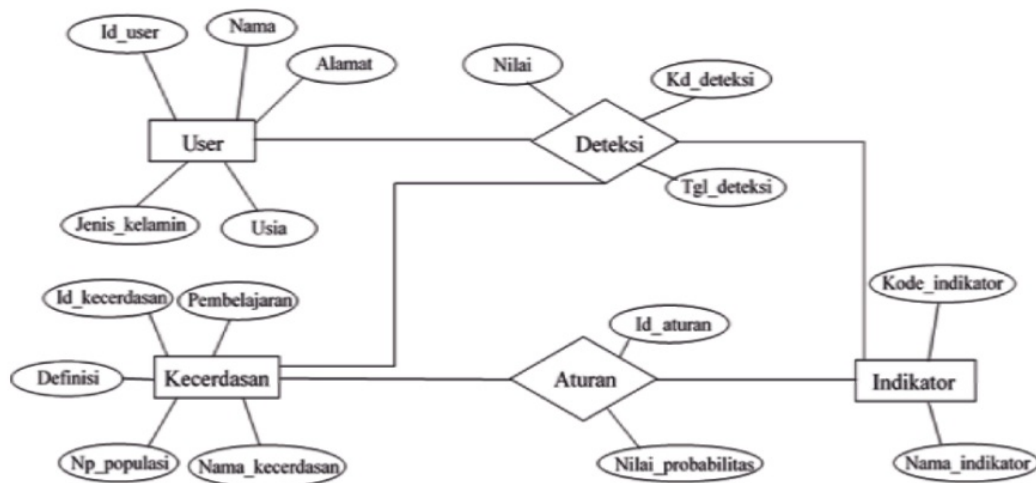 Id_user
Nama
Alamat
User
Jenis_kelamin
Usia
Nilai
Kd_deteksi
Deteksi
Tgl_deteksi
Id_kecerdasan
Pembelajaran
Definisi
Kecerdasan
Np_populasi
Nama_kecerdasan
Id_aturan
Aturan
Nilai_probabilitas
Kode_indikator
Indikator
Nama_indikator